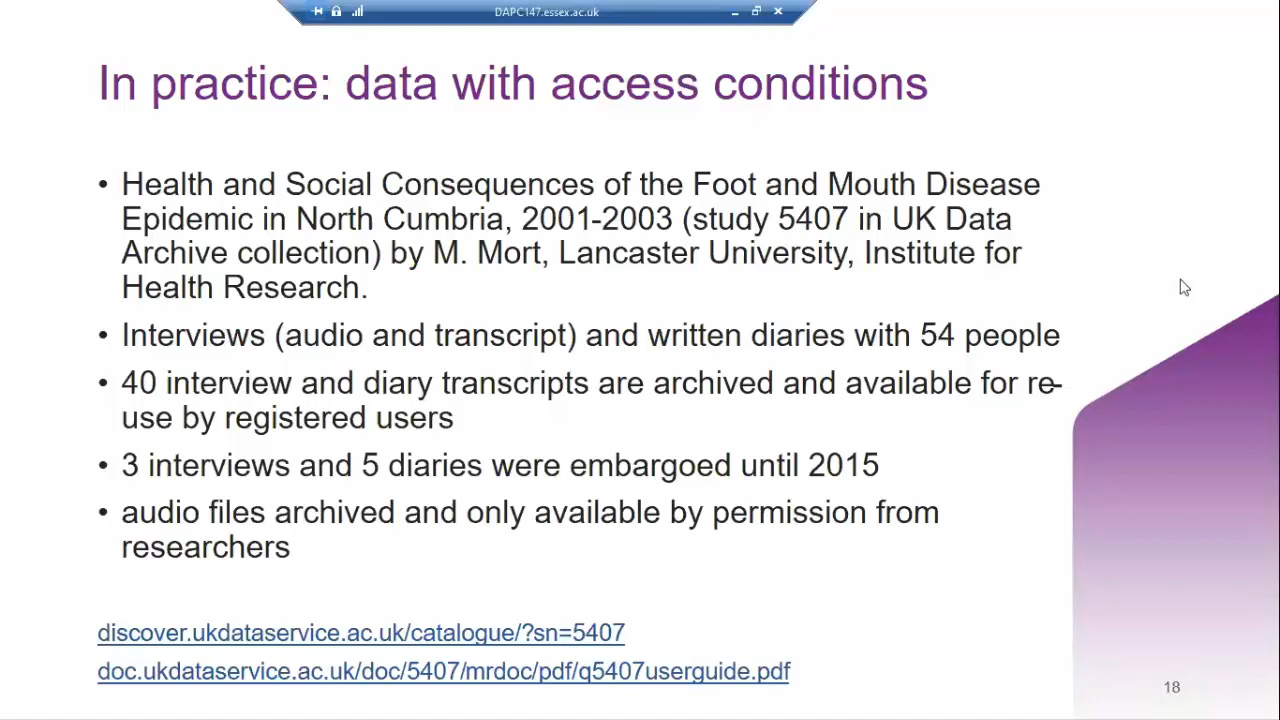 DAPC147.essex.ac.uk
In practice: data with access conditions
• Health and Social Consequences of the Foot and Mouth Disease
Epidemic in North Cumbria, 2001-2003 (study 5407 in UK Data
Archive collection) by M. Mort, Lancaster University, Institute for
Health Research.
• Interviews (audio and transcript) and written diaries with 54 people
• 40 interview and diary transcripts are archived and available for re-
use by registered users
• 3 interviews and 5 diaries were embargoed until 2015
• audio files archived and only available by permission from
researchers
discover.ukdataservice.ac.uk/catalogue/?sn=5407
doc.ukdataservice.ac.uk/doc/5407/mrdoc/pdf/q5407userguide.pdf
18